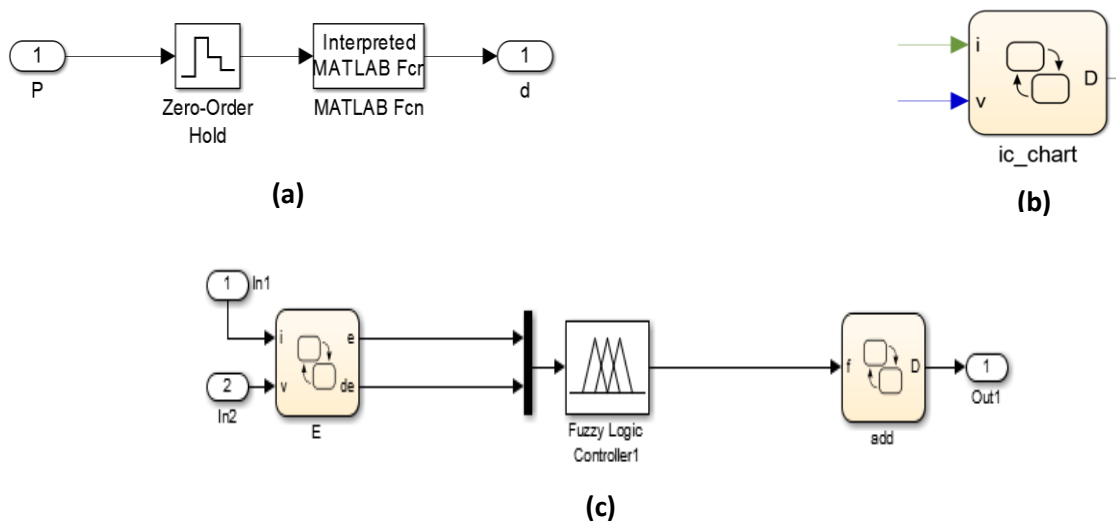 1
P
Zero-Order
Hold
Interpreted
MATLAB Fcn
MATLAB Fcn
1
d
(a)
i
v
D
ic_chart
(b)
1
In1
2
In2
i
v
e
de
E
Fuzzy Logic
Controller1
f
D
add
1
Out1
(c)